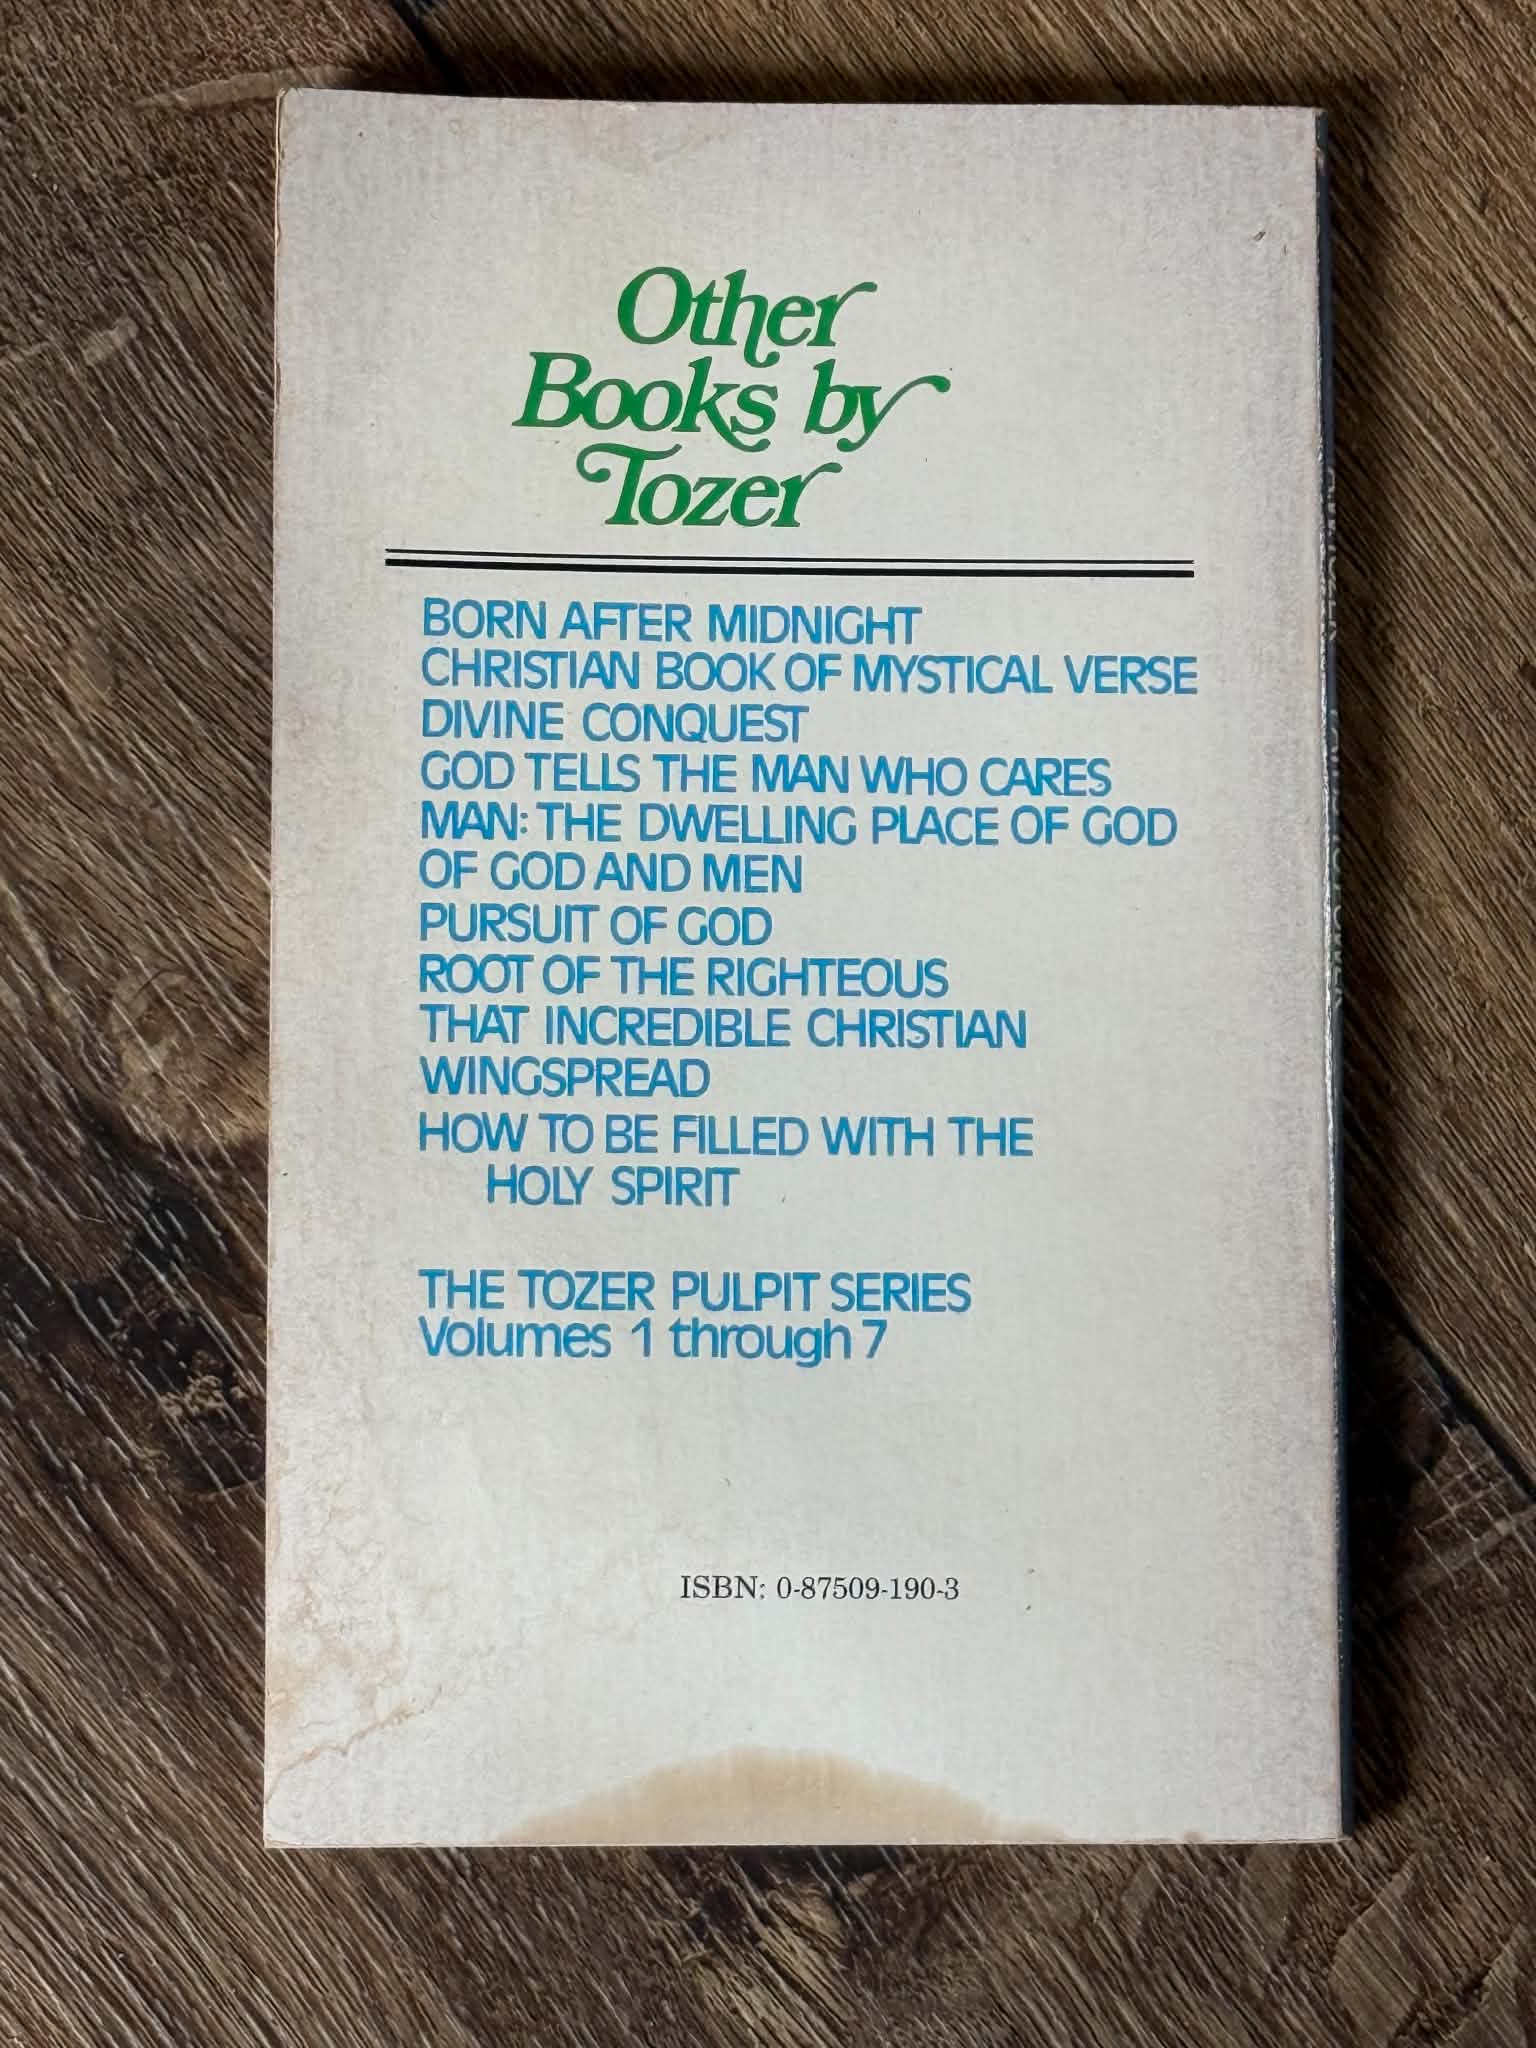 Other
Books by
Tozer
BORN AFTER MIDNIGHT
CHRISTIAN BOOK OF MYSTICAL VERSE
DIVINE CONQUEST
GOD TELLS THE MAN WHO CARES
MAN: THE DWELLING PLACE OF GOD
OF GOD AND MEN
PURSUIT OF GOD
ROOT OF THE RIGHTEOUS
THAT INCREDIBLE CHRISTIAN
WINGSPREAD
HOW TO BE FILLED WITH THE
HOLY SPIRIT
THE TOZER PULPIT SERIES
Volumes 1 through 7
ISBN: 0-87509-190-3